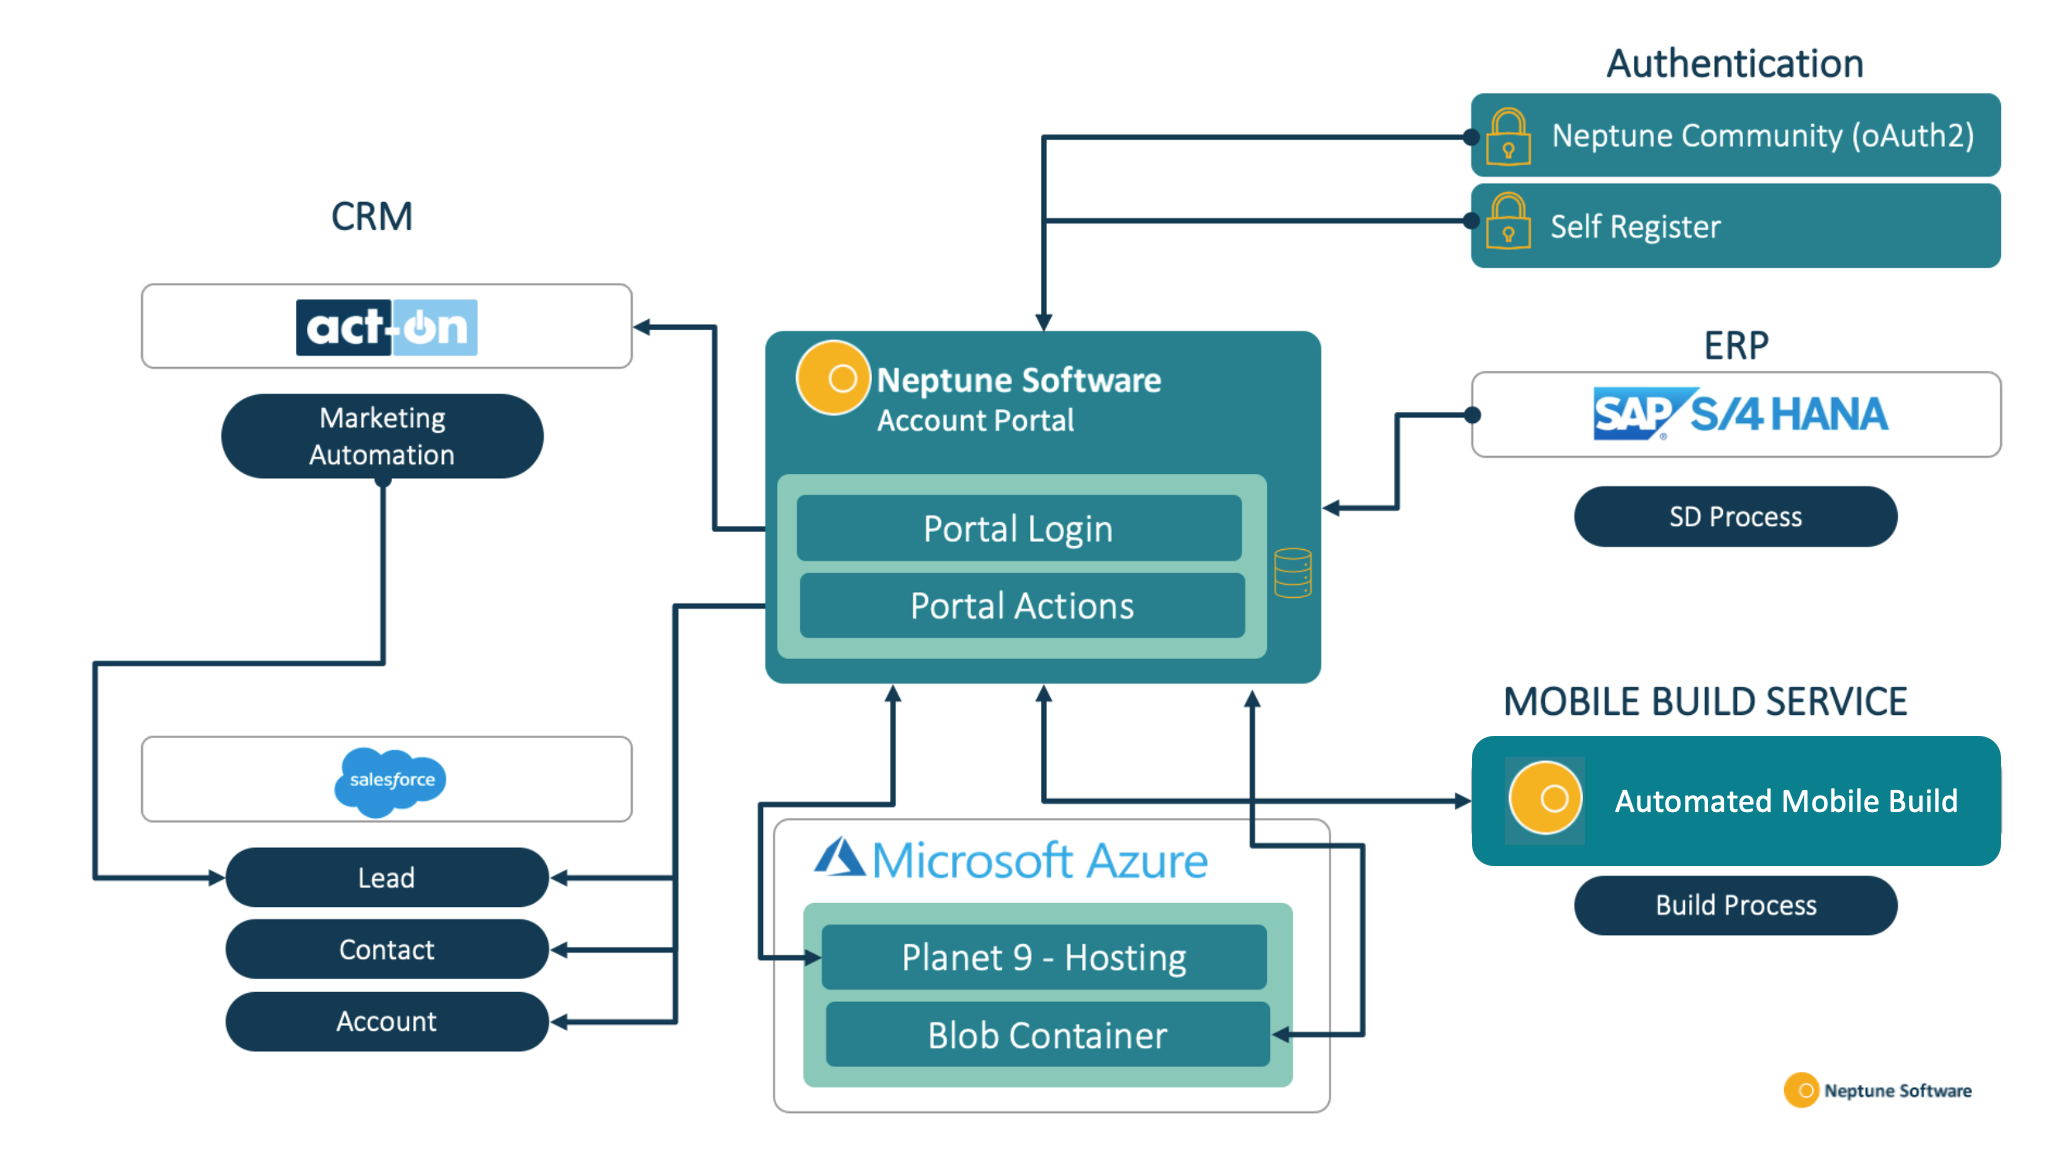 Authentication
Neptune Community (oAuth2)
Self Register
CRM
act-on
Marketing
Automation
salesforce
Lead
Contact
Account
Neptune Software
Account Portal
Portal Login
Portal Actions
Microsoft Azure
Planet 9 - Hosting
Blob Container
ERP
SAP® S/4 HANA
SD Process
MOBILE BUILD SERVICE
Automated Mobile Build
Build Process
Neptune Software